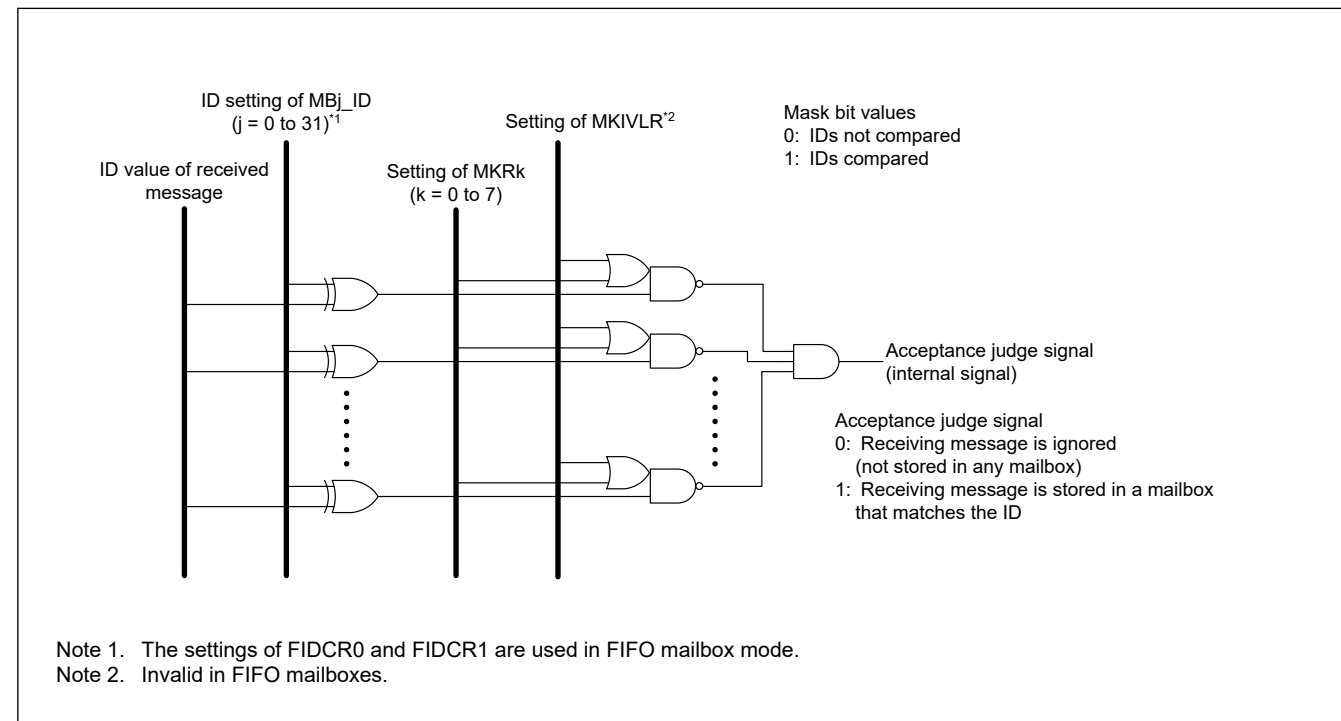 ID setting of MBj_ID
(j = 0 to 31)*1
Setting of MKIVLR*2
Mask bit values
0: IDs not compared
1: IDs compared
ID value of received
message
Setting of MKRk
(k = 0 to 7)
Acceptance judge signal
(internal signal)
Acceptance judge signal
0: Receiving message is ignored
(not stored in any mailbox)
1: Receiving message is stored in a mailbox
that matches the ID
Note 1. The settings of FIDCR0 and FIDCR1 are used in FIFO mailbox mode.
Note 2. Invalid in FIFO mailboxes.